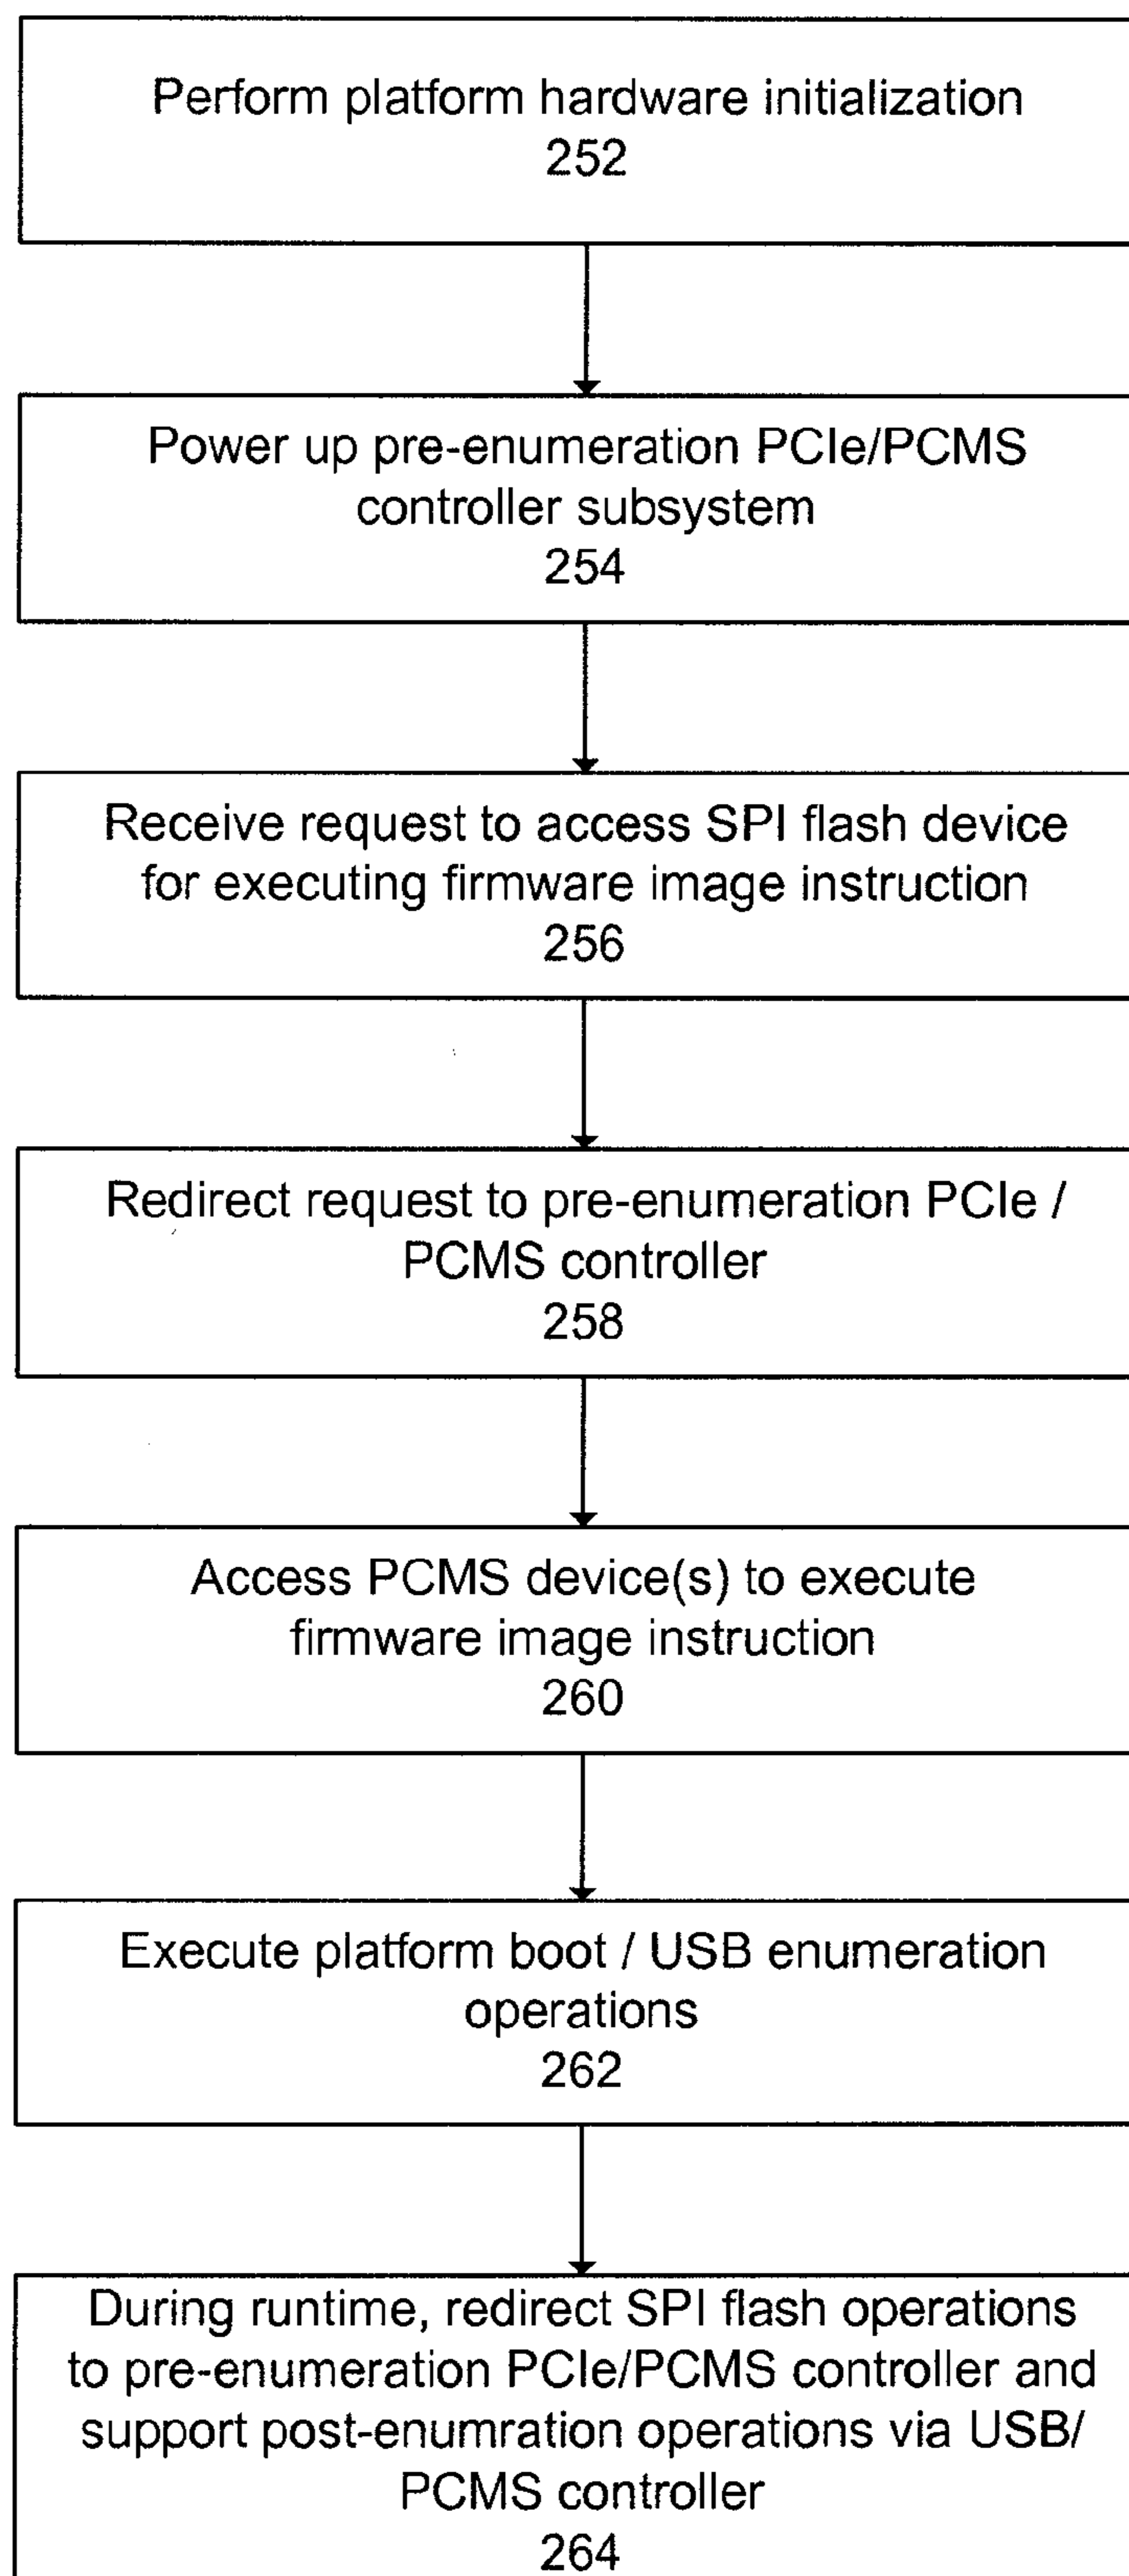 Perform platform hardware initialization
252
Power up pre-enumeration PCIe/PCMS
controller subsystem
254
Receive request to access SPI flash device
for executing firmware image instruction
256
Redirect request to pre-enumeration PCIe /
PCMS controller
258
Access PCMS device(s) to execute
firmware image instruction
260
Execute platform boot / USB enumeration
operations
262
During runtime, redirect SPI flash operations
to pre-enumeration PCIe/PCMS controller and
support post-enumration operations via USB/
PCMS controller
264